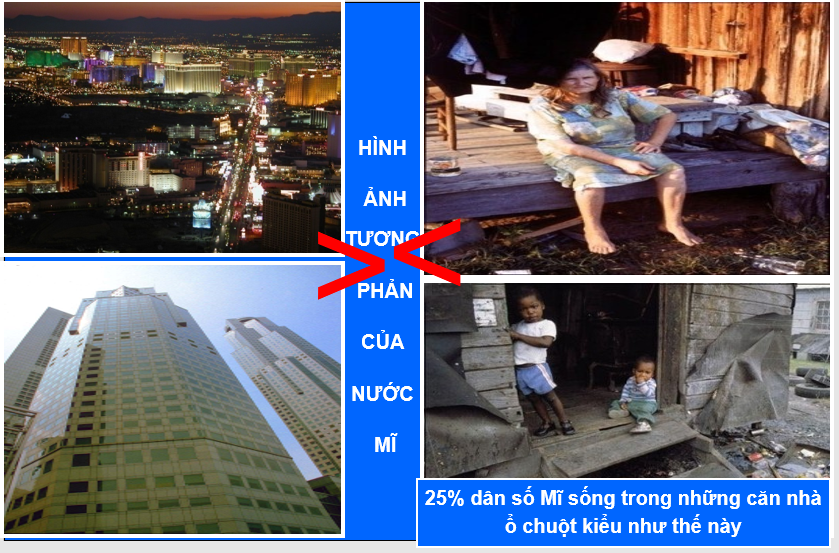 HÌNH
ẢNH
TƯƠNG
PHẢN
CỦA
NƯỚC
MĨ
25% dân số Mĩ sống trong những căn nhà
ổ chuột kiểu như thế này